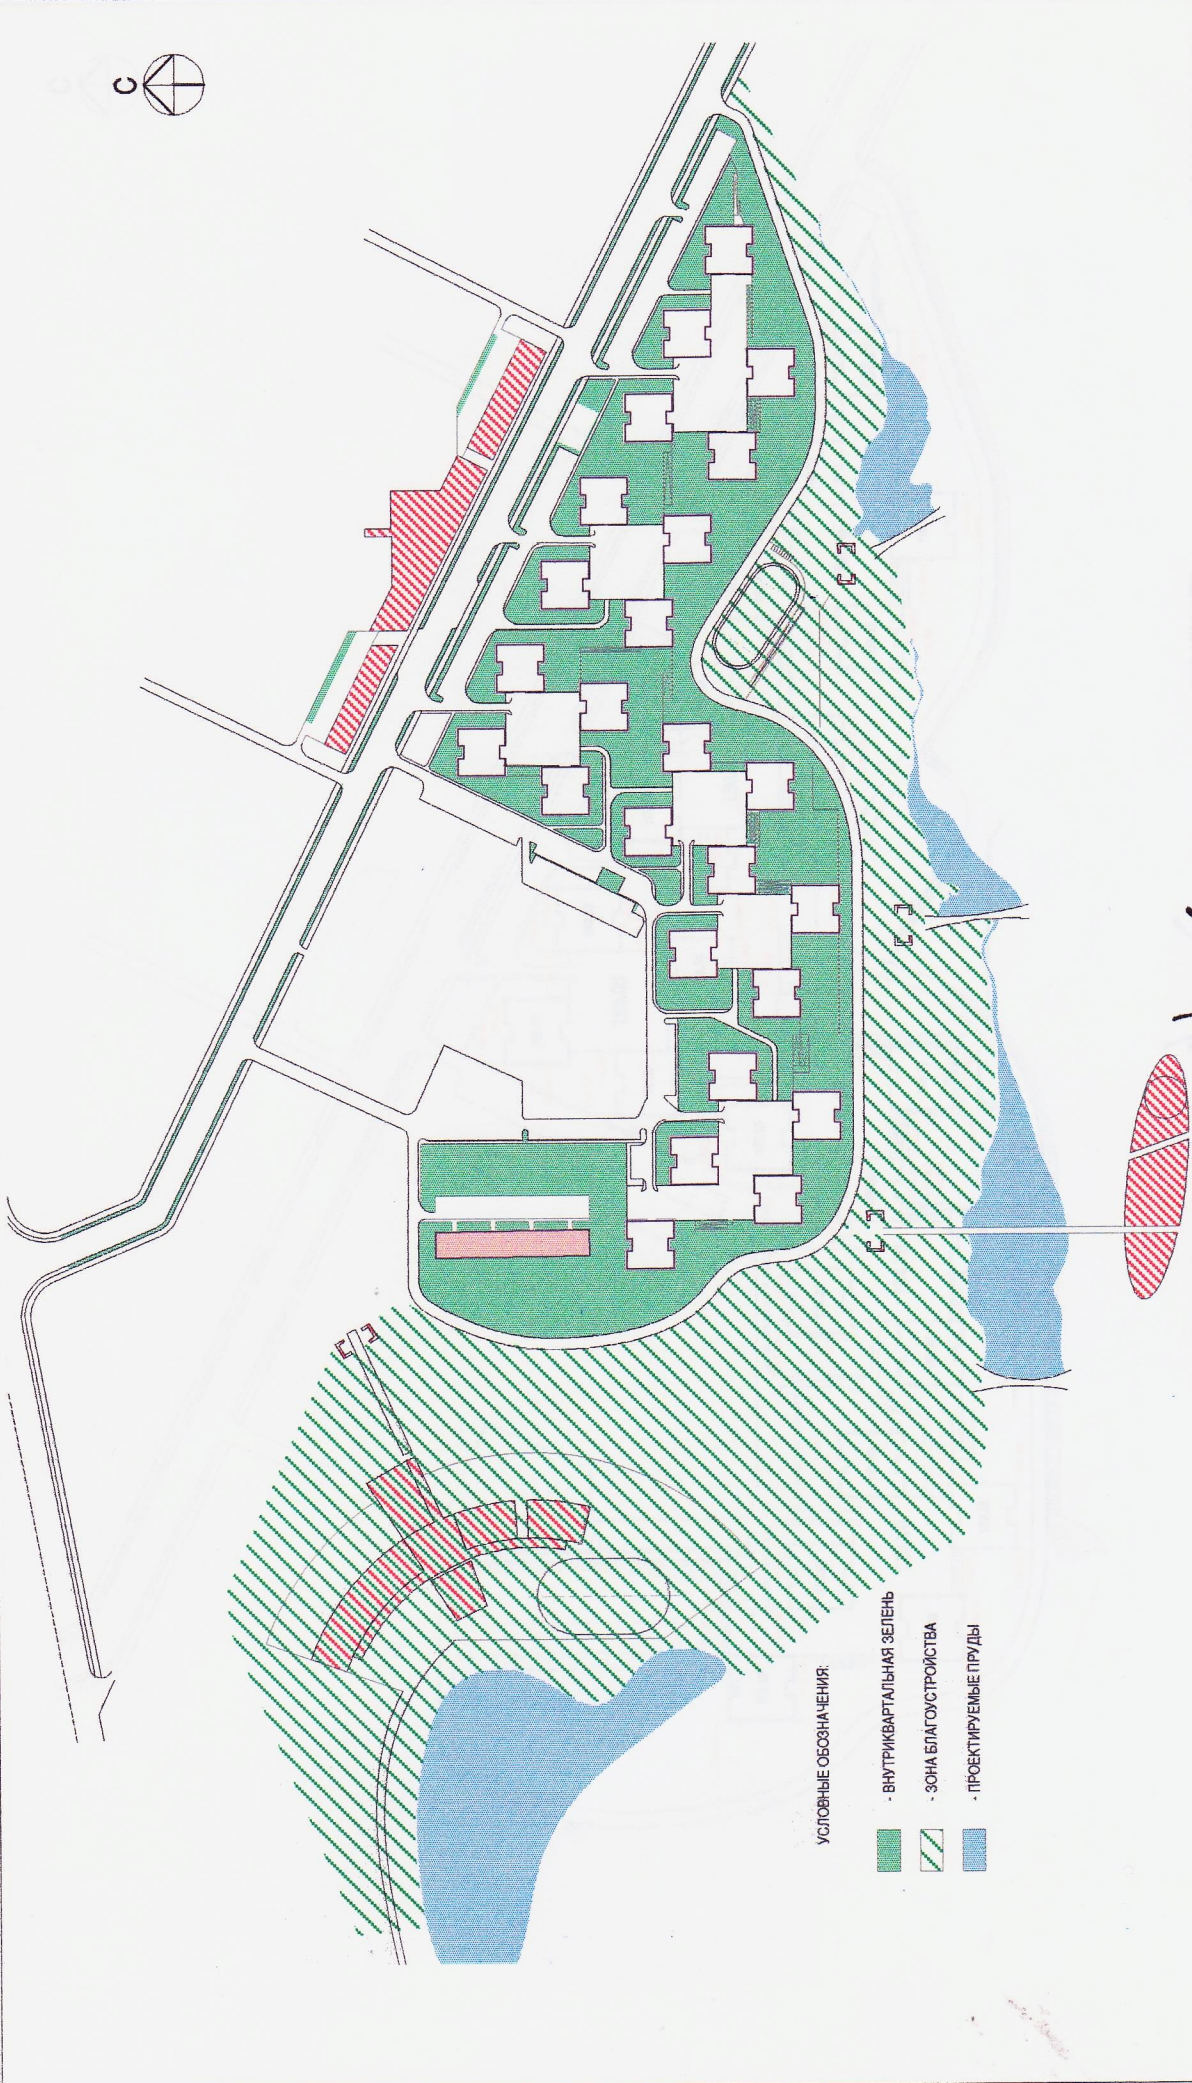 С
УСЛОВНЫЕ ОБОЗНАЧЕНИЯ:
- ВНУТРИКВАРТАЛЬНАЯ ЗЕЛЕНЬ
- ЗОНА БЛАГОУСТРОЙСТВА
- ПРОЕКТИРУЕМЫЕ ПРУДЫ